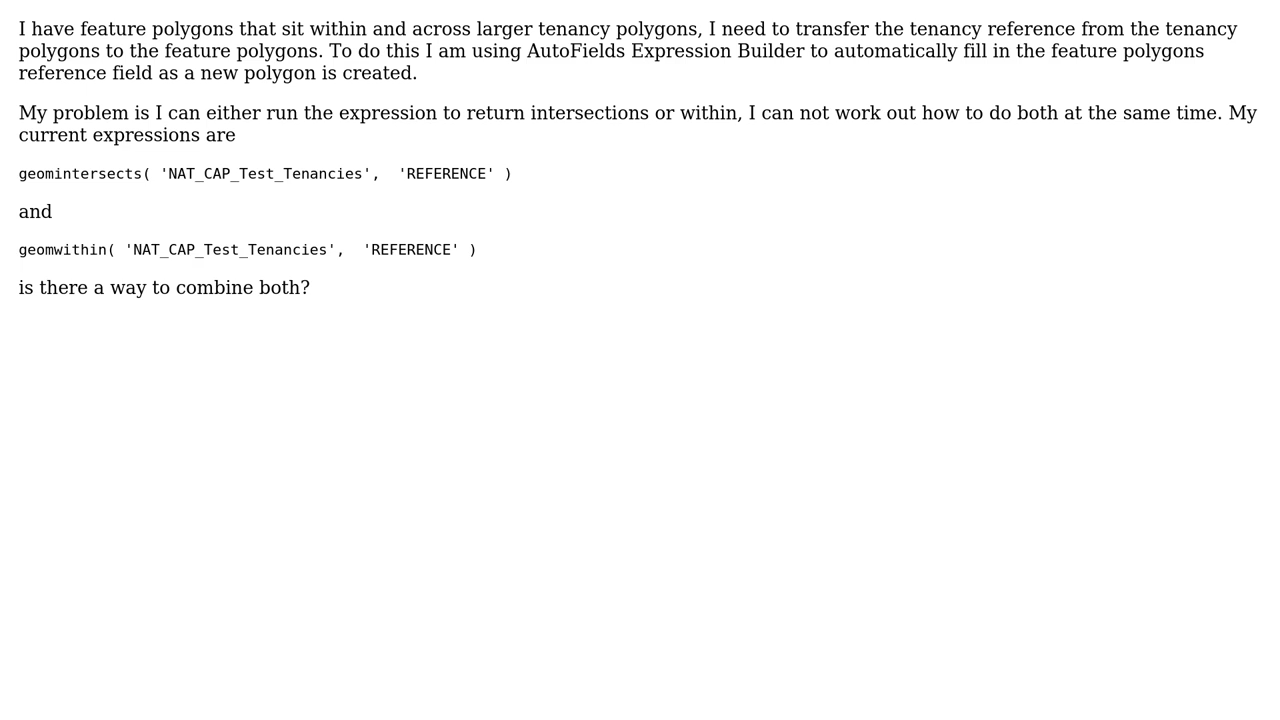 I have feature polygons that sit within and across larger tenancy polygons, I need to transfer the tenancy reference from the tenancy
polygons to the feature polygons. To do this I am using AutoFields Expression Builder to automatically fill in the feature polygons
reference field as a new polygon is created.
My problem is I can either run the expression to return intersections or within, I can not work out how to do both at the same time. My
current expressions are
geomintersects( 'NAT_CAP_Test_Tenancies',  'REFERENCE' )
and
geomwithin( 'NAT_CAP_Test_Tenancies',  'REFERENCE' )
is there a way to combine both?